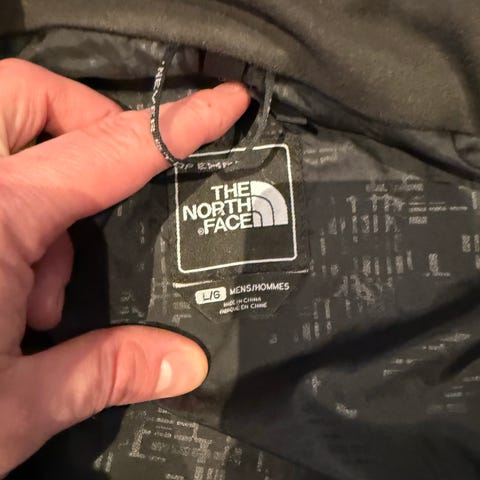 THE
NORTH
FACE
L/G MENS/HOMMES
MADE IN CHINA
FABRIQUÉ EN CHINE